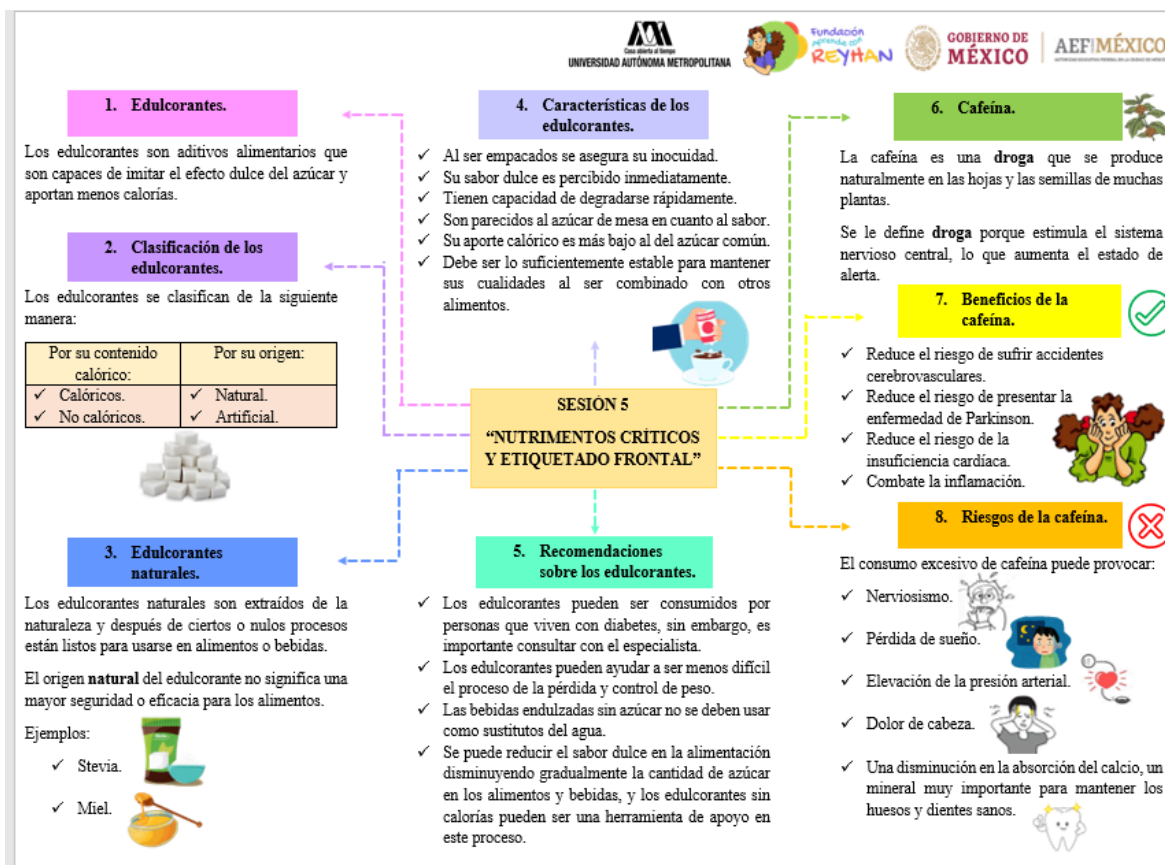 Casa abierta al tiempo
UNIVERSIDAD AUTÓNOMA METROPOLITANA
Fundación
aprende con
REYHAN
GOBIERNO DE
MÉXICO
AEFMÉXICO
AUTORIDAD EDUCATIVA FEDERAL EN LA CIUDAD DE MÉXICO
1. Edulcorantes.
Los edulcorantes son aditivos alimentarios que
son capaces de imitar el efecto dulce del azúcar y
aportan menos calorías.
2. Clasificación de los
edulcorantes.
Los edulcorantes se clasifican de la siguiente
manera:
Por su contenido
calórico:
Por su origen:
✓ Calóricos.
✓ No calóricos.
✓ Natural.
✓ Artificial.
3. Edulcorantes
naturales.
Los edulcorantes naturales son extraídos de la
naturaleza y después de ciertos o nulos procesos
están listos para usarse en alimentos o bebidas.
El origen natural del edulcorante no significa una
mayor seguridad o eficacia para los alimentos.
Ejemplos:
✓ Stevia.
✓ Miel.
4. Características de los
edulcorantes.
✓ Al ser empacados se asegura su inocuidad.
✓ Su sabor dulce es percibido inmediatamente.
✓ Tienen capacidad de degradarse rápidamente.
✓ Son parecidos al azúcar de mesa en cuanto al sabor.
✓ Su aporte calórico es más bajo al del azúcar común.
✓ Debe ser lo suficientemente estable para mantener
sus cualidades al ser combinado con otros
alimentos.
SESIÓN 5
“NUTRIMENTOS CRÍTICOS
Y ETIQUETADO FRONTAL”
5. Recomendaciones
sobre los edulcorantes.
✓ Los edulcorantes pueden ser consumidos por
personas que viven con diabetes, sin embargo, es
importante consultar con el especialista.
✓ Los edulcorantes pueden ayudar a ser menos difícil
el proceso de la pérdida y control de peso.
✓ Las bebidas endulzadas sin azúcar no se deben usar
como sustitutos del agua.
✓ Se puede reducir el sabor dulce en la alimentación
disminuyendo gradualmente la cantidad de azúcar
en los alimentos y bebidas, y los edulcorantes sin
calorías pueden ser una herramienta de apoyo en
este proceso.
6. Cafeína.
La cafeína es una droga que se produce
naturalmente en las hojas y las semillas de muchas
plantas.
Se le define droga porque estimula el sistema
nervioso central, lo que aumenta el estado de
alerta.
7. Beneficios de la
cafeína.
✓ Reduce el riesgo de sufrir accidentes
cerebrovasculares.
✓ Reduce el riesgo de presentar la
enfermedad de Parkinson.
✓ Reduce el riesgo de la
insuficiencia cardíaca.
✓ Combate la inflamación.
8. Riesgos de la cafeína.
El consumo excesivo de cafeína puede provocar:
✓ Nerviosismo.
✓ Pérdida de sueño.
✓ Elevación de la presión arterial.
✓ Dolor de cabeza.
✓ Una disminución en la absorción del calcio, un
mineral muy importante para mantener los
huesos y dientes sanos.